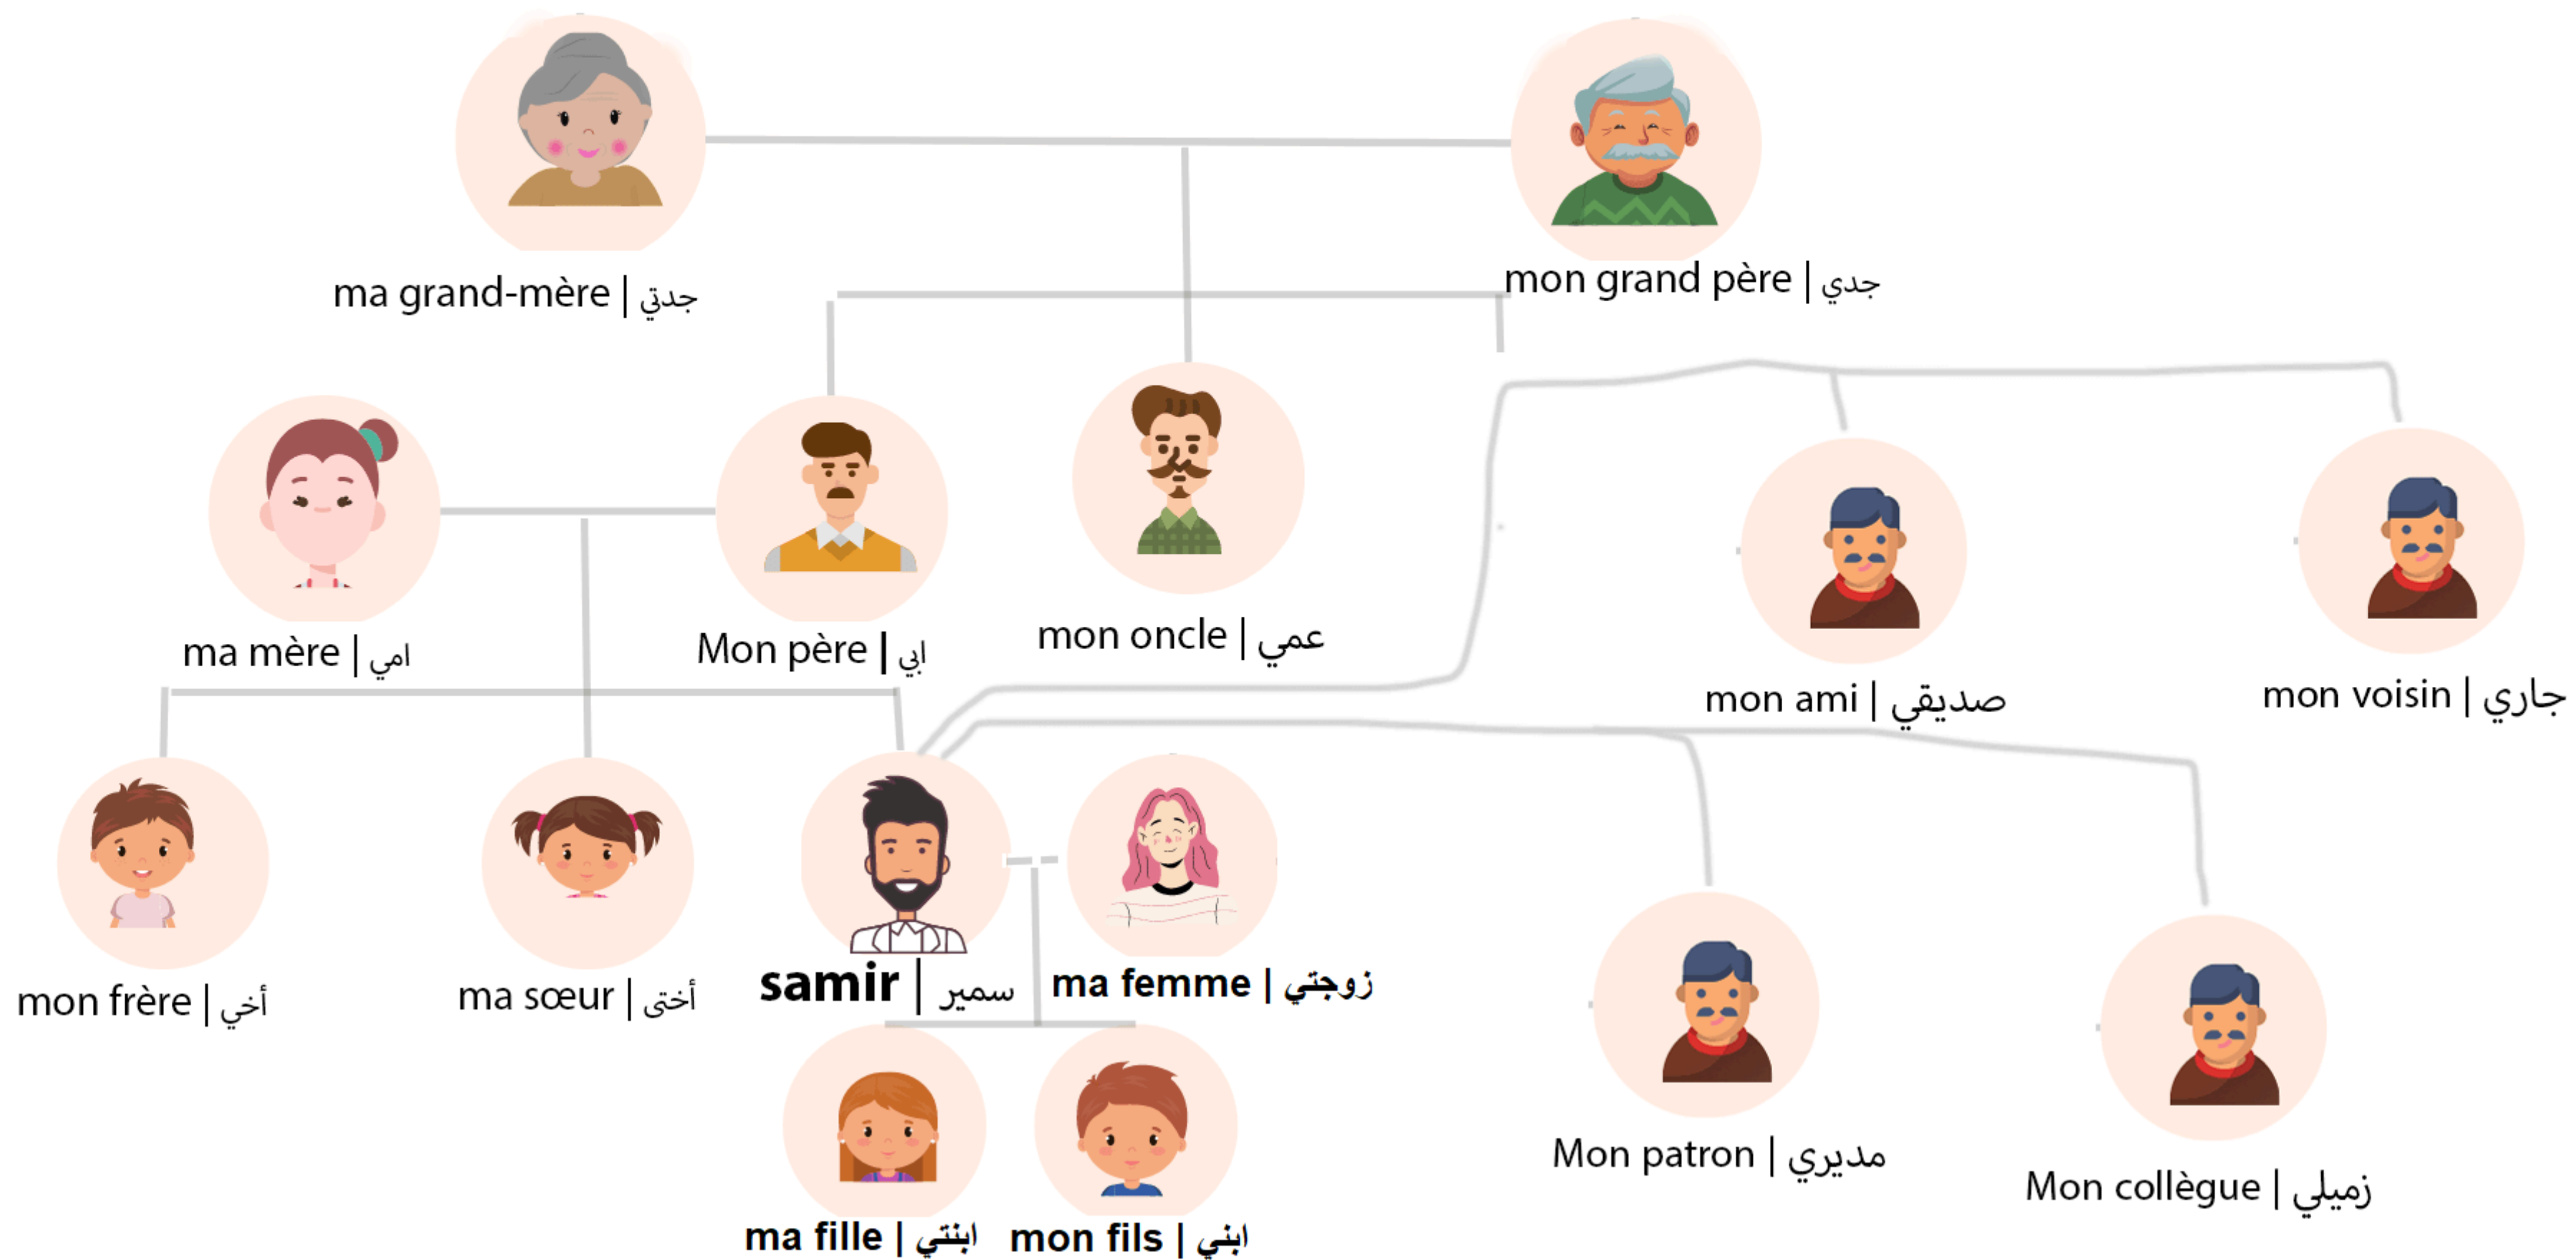 ma grand-mère | جدتي
mon grand père | جدي
ma mère | امي
Mon père | ابي
mon oncle | عمي
mon ami | صديقي
mon voisin | جاري
mon frère | أخي
ma sœur | أختى
samir | سمير
ma femme | زوجتي
Mon patron | مديري
Mon collègue | زميلي
ma fille | ابنتي
mon fils | ابني